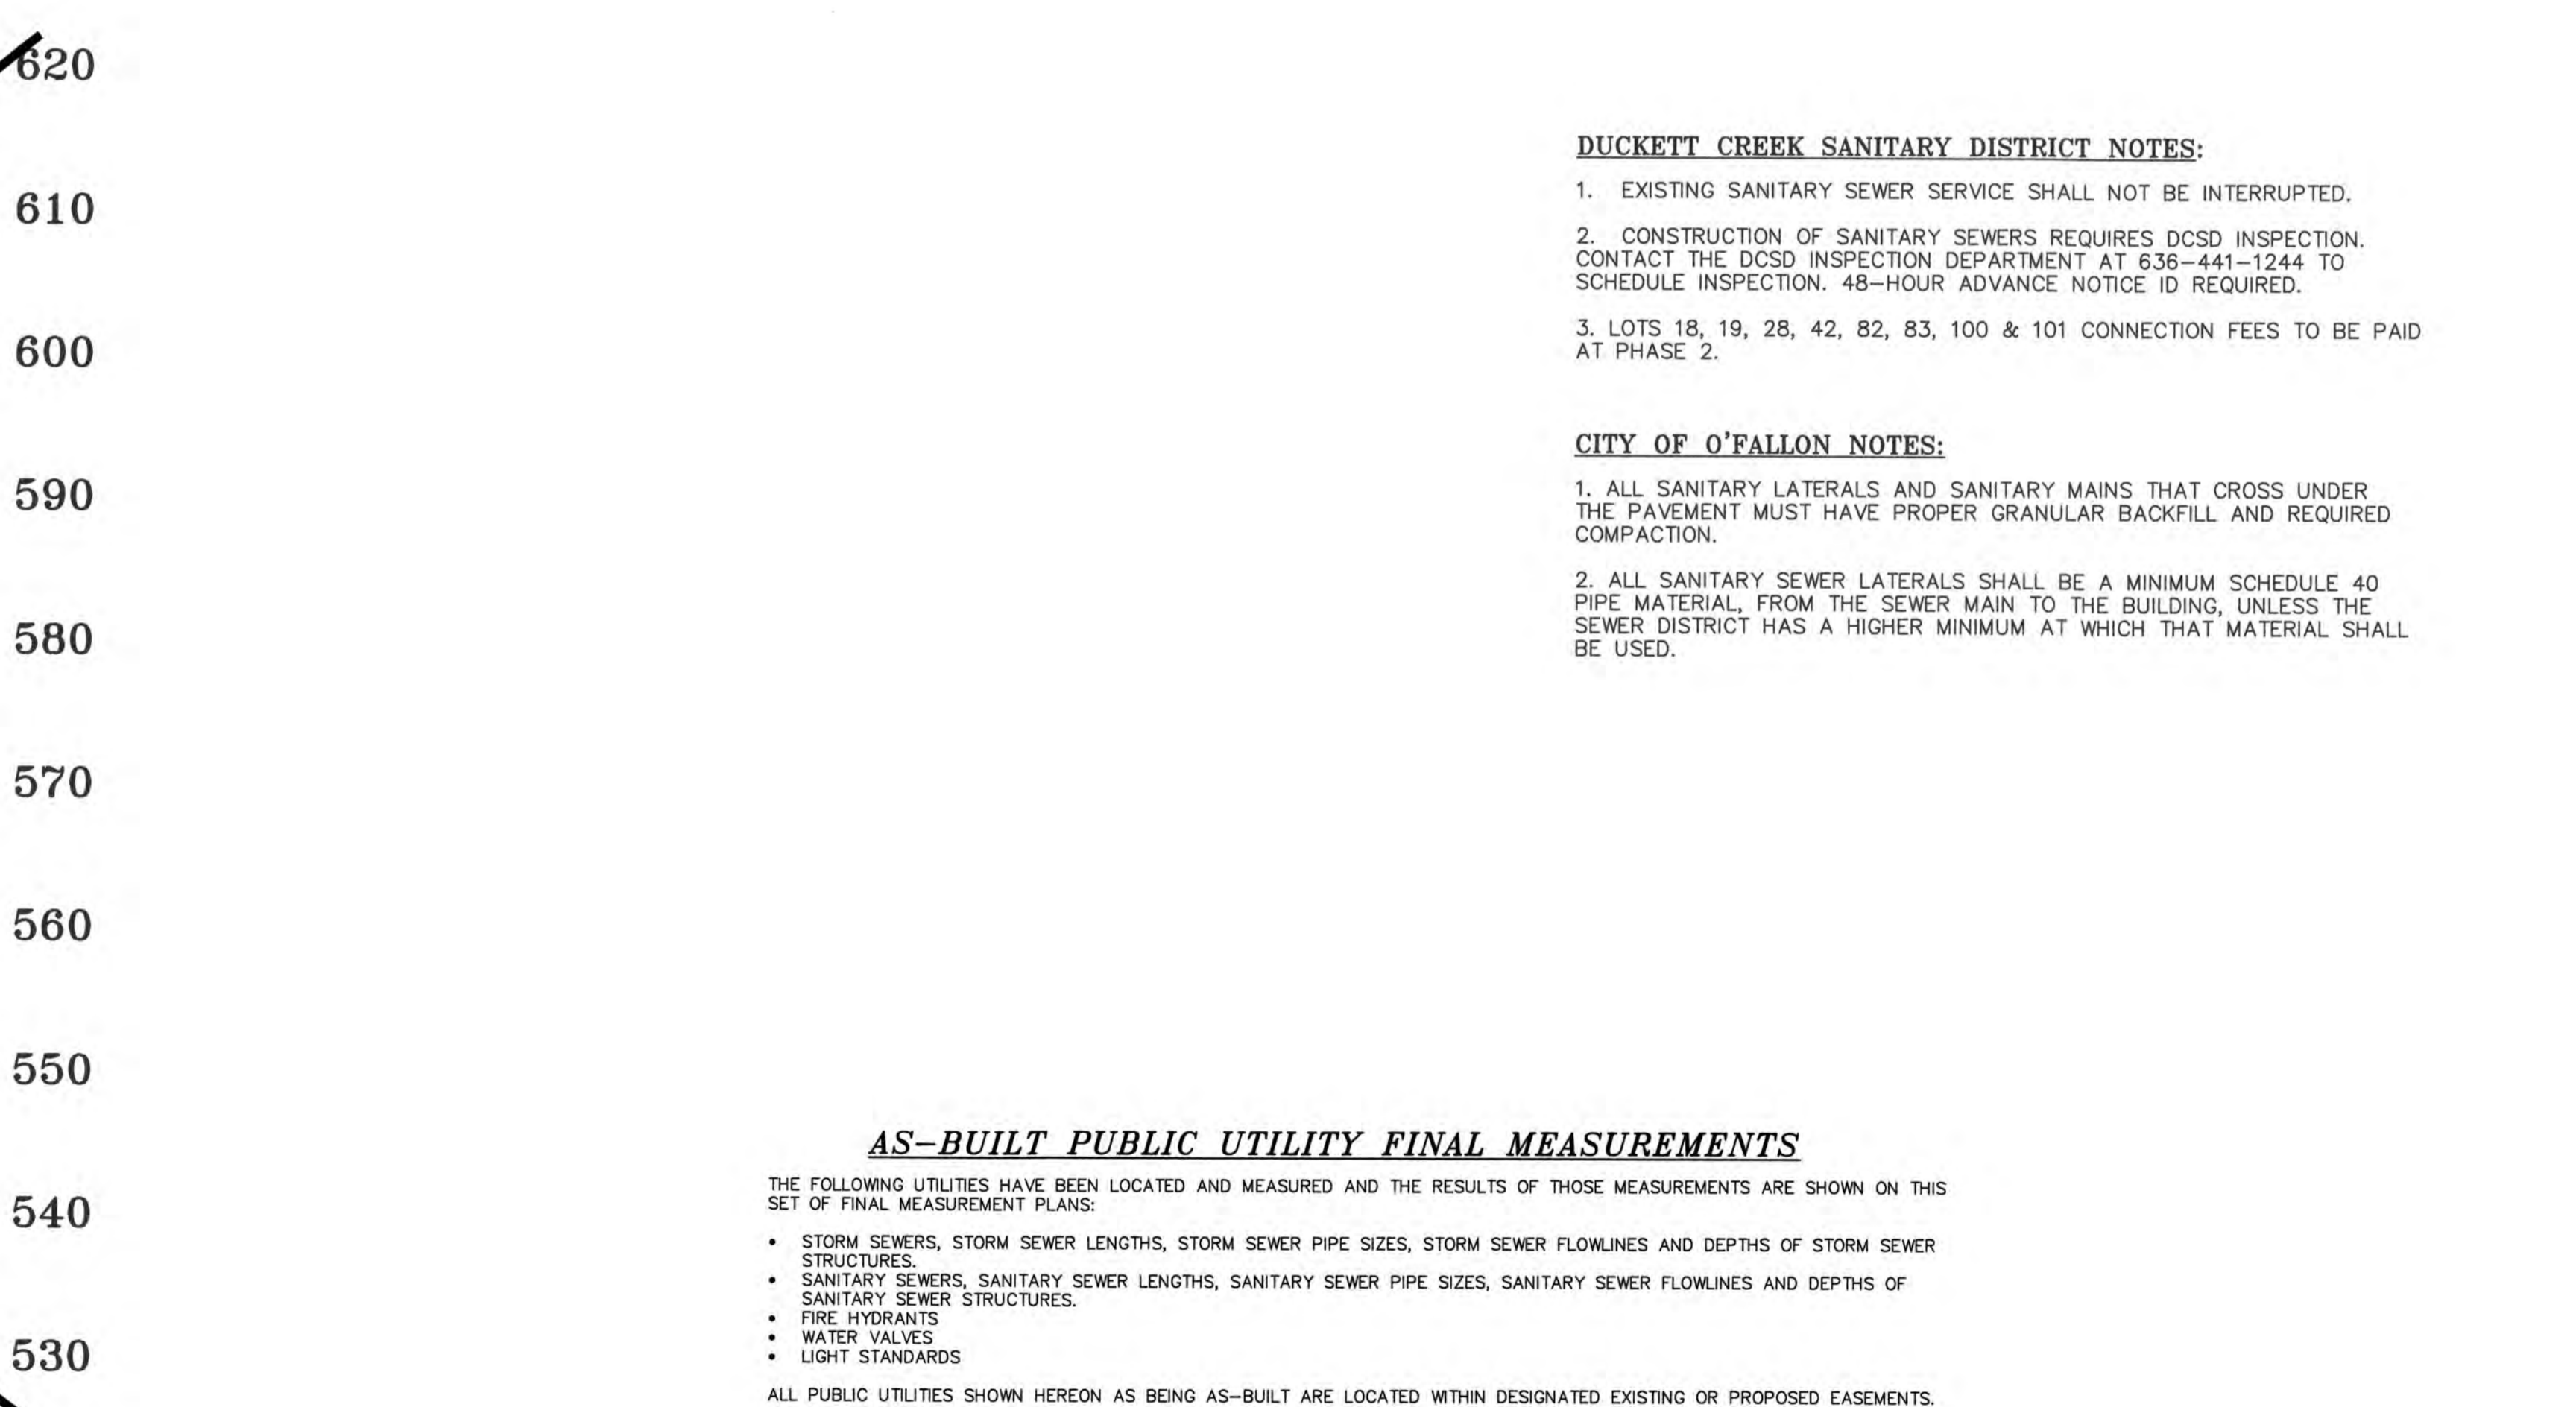 620
610
600
590
580
570
560
550
540
530
DUCKETT CREEK SANITARY DISTRICT NOTES:
1. EXISTING SANITARY SEWER SERVICE SHALL NOT BE INTERRUPTED.
2. CONSTRUCTION OF SANITARY SEWERS REQUIRES DCSD INSPECTION.
CONTACT THE DCSD INSPECTION DEPARTMENT AT 636-441-1244 TO
SCHEDULE INSPECTION. 48-HOUR ADVANCE NOTICE ID REQUIRED.
3. LOTS 18, 19, 28, 42, 82, 83, 100 & 101 CONNECTION FEES TO BE PAID
AT PHASE 2.
CITY OF O'FALLON NOTES:
1. ALL SANITARY LATERALS AND SANITARY MAINS THAT CROSS UNDER
THE PAVEMENT MUST HAVE PROPER GRANULAR BACKFILL AND REQUIRED
COMPACTION.
2. ALL SANITARY SEWER LATERALS SHALL BE A MINIMUM SCHEDULE 40
PIPE MATERIAL, FROM THE SEWER MAIN TO THE BUILDING, UNLESS THE
SEWER DISTRICT HAS A HIGHER MINIMUM AT WHICH THAT MATERIAL SHALL
BE USED.
AS-BUILT PUBLIC UTILITY FINAL MEASUREMENTS
THE FOLLOWING UTILITIES HAVE BEEN LOCATED AND MEASURED AND THE RESULTS OF THOSE MEASUREMENTS ARE SHOWN ON THIS
SET OF FINAL MEASUREMENT PLANS:
• STORM SEWERS, STORM SEWER LENGTHS, STORM SEWER PIPE SIZES, STORM SEWER FLOWLINES AND DEPTHS OF STORM SEWER
STRUCTURES.
• SANITARY SEWERS, SANITARY SEWER LENGTHS, SANITARY SEWER PIPE SIZES, SANITARY SEWER FLOWLINES AND DEPTHS OF
SANITARY SEWER STRUCTURES.
• FIRE HYDRANTS
• WATER VALVES
• LIGHT STANDARDS
ALL PUBLIC UTILITIES SHOWN HEREON AS BEING AS-BUILT ARE LOCATED WITHIN DESIGNATED EXISTING OR PROPOSED EASEMENTS.